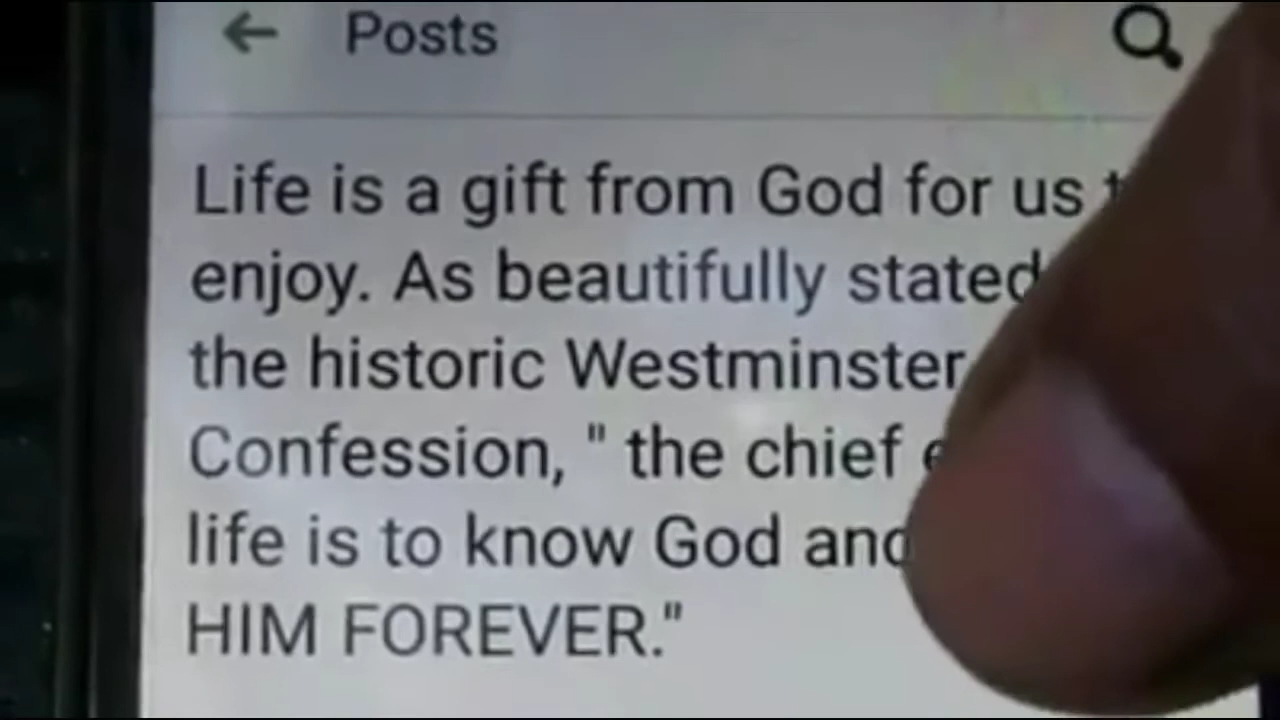 Posts
Life is a gift from God for us
enjoy. As beautifully stated
the historic Westminster
Confession, " the chief
life is to know God and
HIM FOREVER."